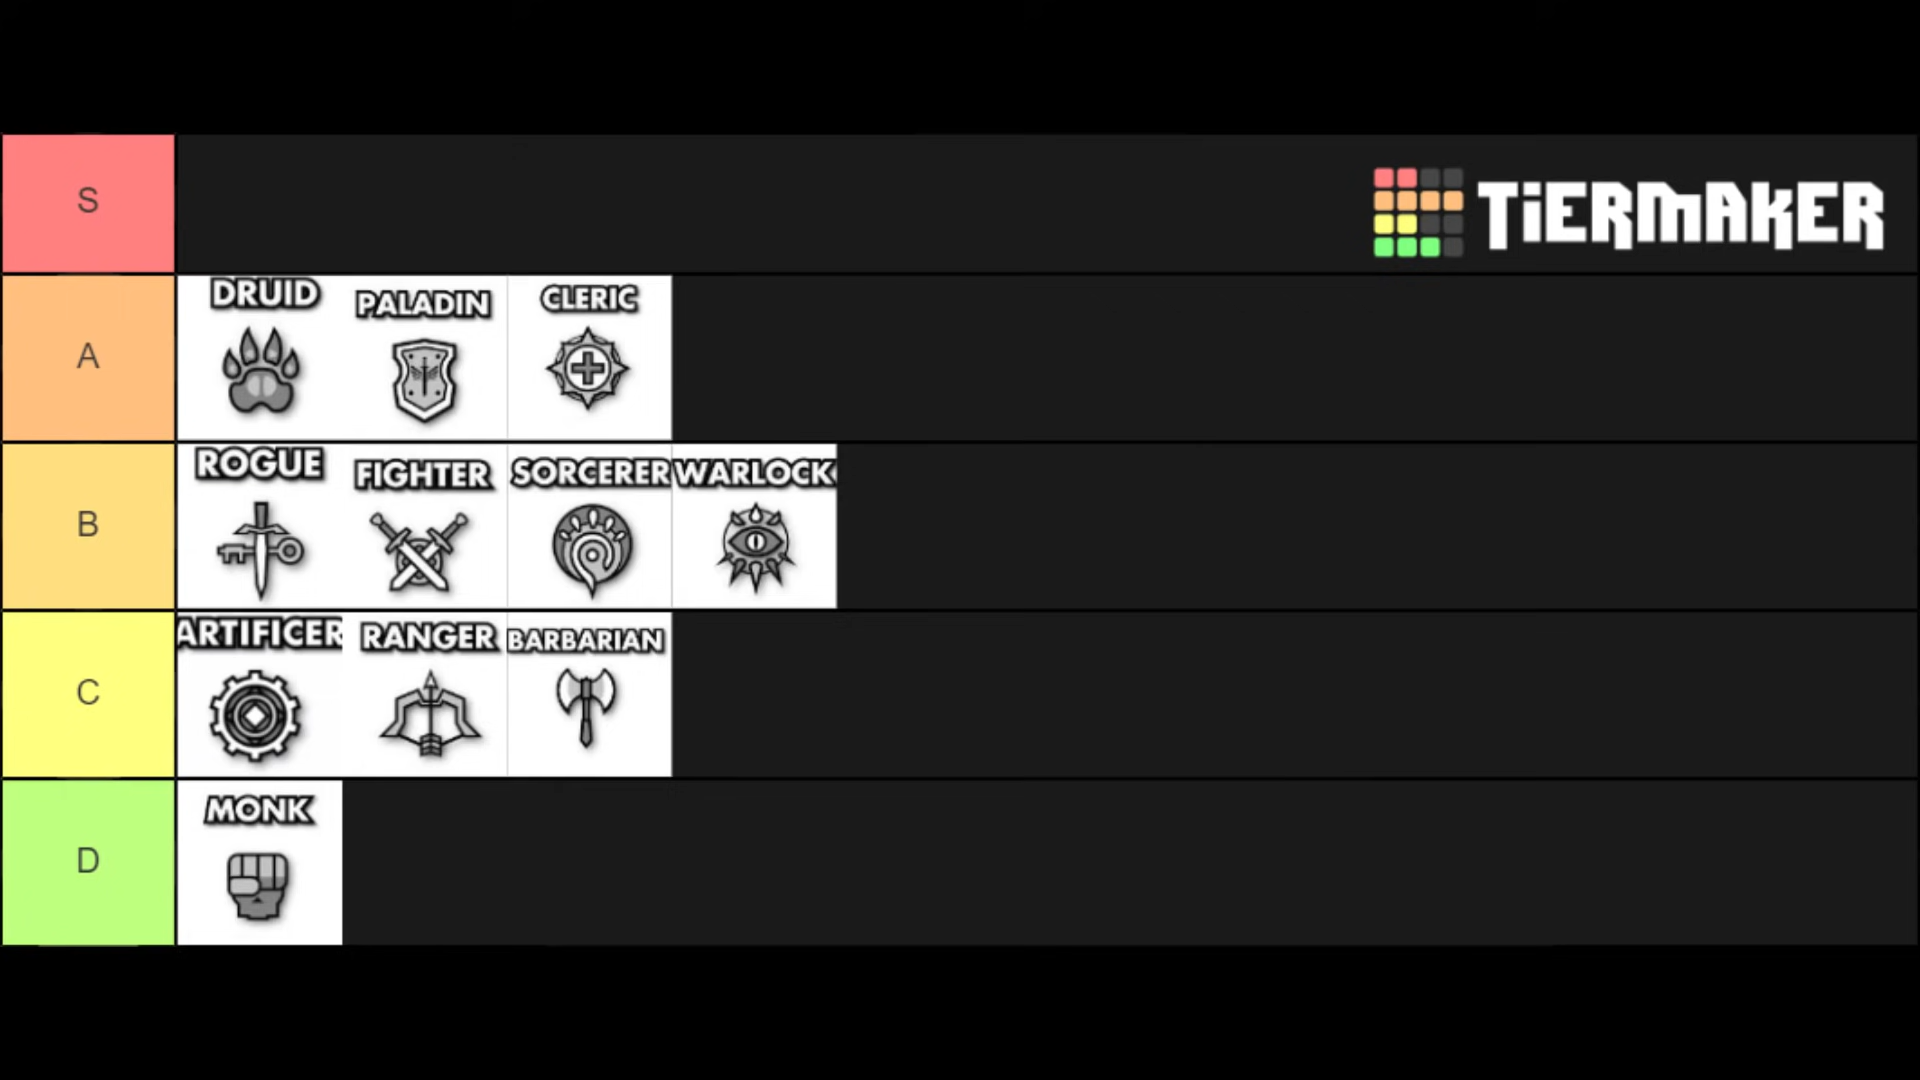 S
TiERMAKER
A
DRUID
PALADIN
CLERIC
B
ROGUE
FIGHTER
SORCERER
WARLOCK
C
ARTIFICER
RANGER
BARBARIAN
D
MONK